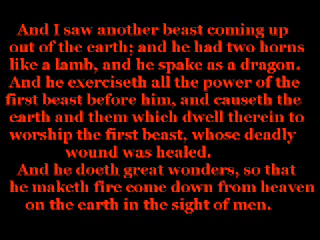 And I saw another beast coming up
out of the earth; and he had two horns
like a lamb, and he spake as a dragon.
And he exerciseth all the power of the
first beast before him, and causeth the
earth and them which dwell therein to
worship the first beast, whose deadly
wound was healed.
And he doeth great wonders, so that
he maketh fire come down from heaven
on the earth in the sight of men.